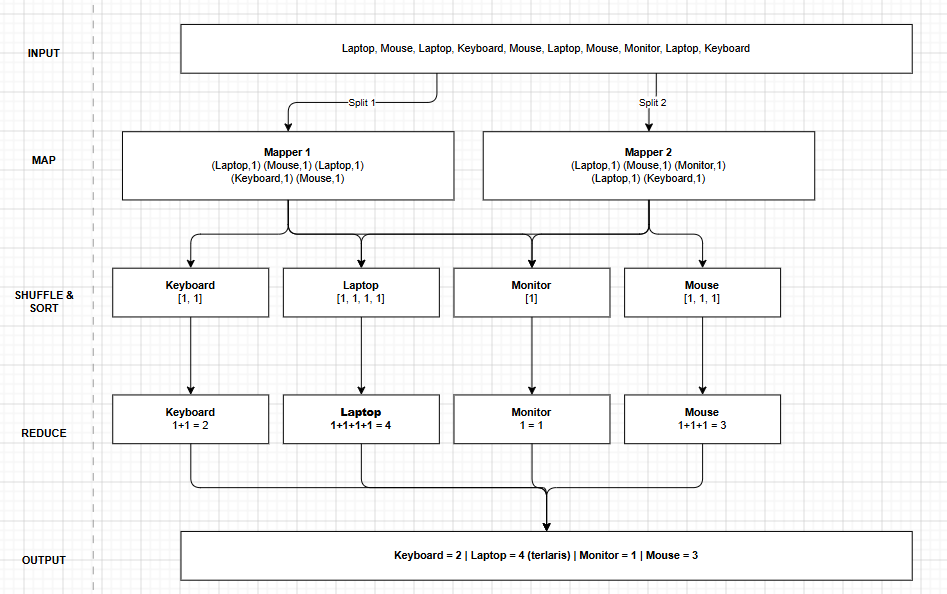 INPUT
Laptop, Mouse, Laptop, Keyboard, Mouse, Laptop, Mouse, Monitor, Laptop, Keyboard
Split 1
Split 2
MAP
Mapper 1
(Laptop,1) (Mouse,1) (Laptop,1)
(Keyboard,1) (Mouse,1)
Mapper 2
(Laptop,1) (Mouse,1) (Monitor,1)
(Laptop,1) (Keyboard,1)
SHUFFLE &
SORT
Keyboard
[1, 1]
Laptop
[1, 1, 1, 1]
Monitor
[1]
Mouse
[1, 1, 1]
REDUCE
Keyboard
1+1 = 2
Laptop
1+1+1+1 = 4
Monitor
1 = 1
Mouse
1+1+1 = 3
OUTPUT
Keyboard = 2 | Laptop = 4 (terlaris) | Monitor = 1 | Mouse = 3